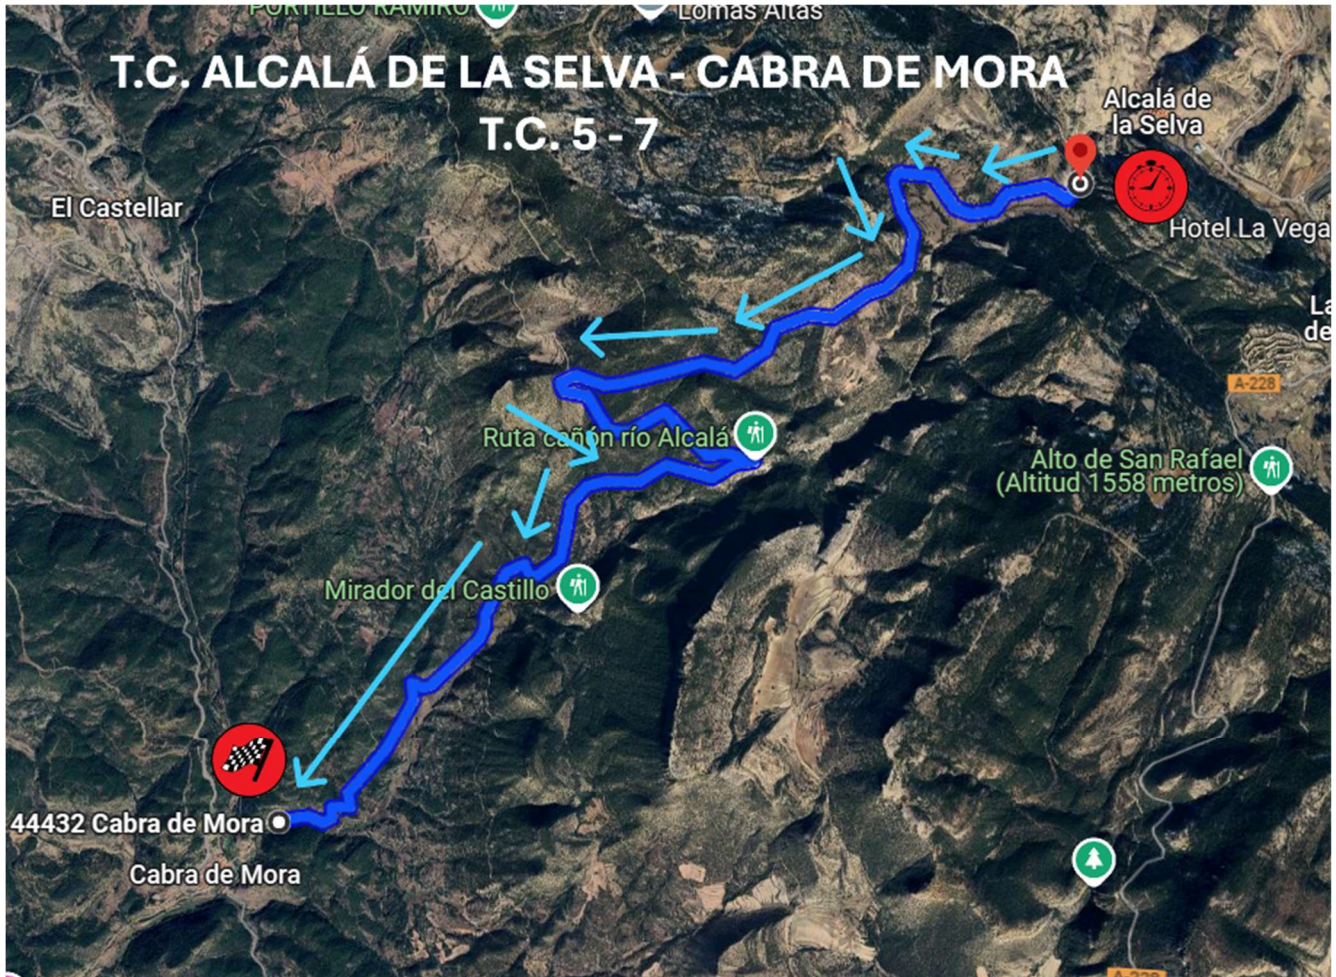 PORTILLO RAMIRO
Lomas Altas
T.C. ALCALÁ DE LA SELVA - CABRA DE MORA
T.C. 5 - 7
Alcalá de
la Selva
El Castellar
Hotel La Vega
La
de
A-228
Ruta cañón río Alcalá
Alto de San Rafael
(Altitud 1558 metros)
Mirador del Castillo
44432 Cabra de Mora
Cabra de Mora